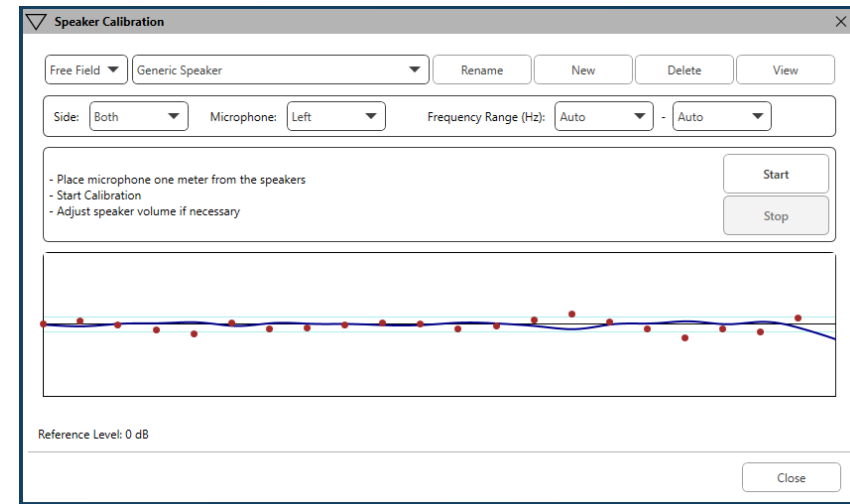 Speaker Calibration
Free Field Generic Speaker Rename New Delete View
Side: Both Microphone: Left Frequency Range (Hz): Auto - Auto
- Place microphone one meter from the speakers
- Start Calibration
- Adjust speaker volume if necessary
Start
Stop
Reference Level: 0 dB
Close